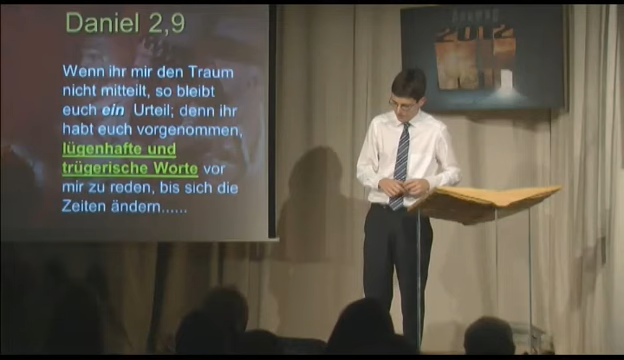 Daniel 2,9
Wenn ihr mir den Traum
nicht mitteilt, so bleibt
euch ein Urteil; denn ihr
habt euch vorgenommen,
lügenhafte und
trügerische Worte vor
mir zu reden, bis sich die
Zeiten ändern......
2012